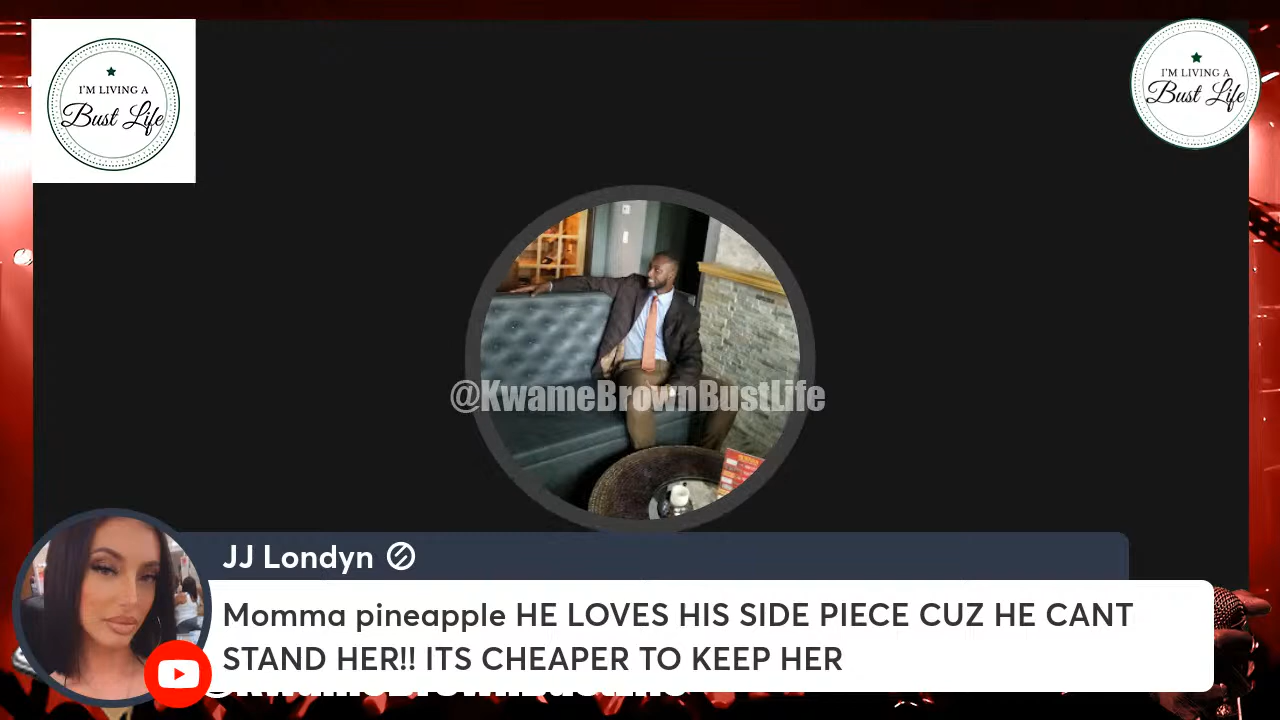 I'M LIVING A
Bust Life
I'M LIVING A
Bust Life
@KwameBrownBustLife
JJ Londyn
Momma pineapple HE LOVES HIS SIDE PIECE CUZ HE CANT
STAND HER!! ITS CHEAPER TO KEEP HER